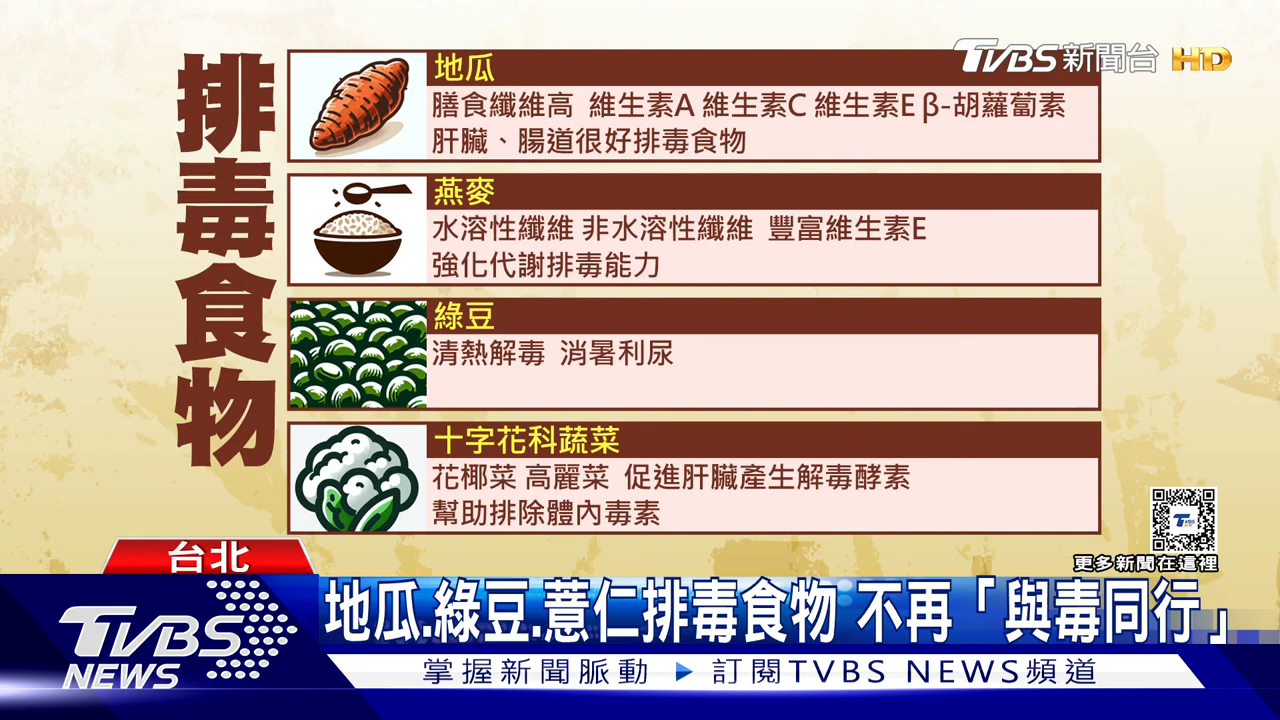 TVBS新聞台 HD
排毒食物
地瓜
膳食纖維高 維生素A 維生素C 維生素E β-胡蘿蔔素
肝臟、腸道很好排毒食物
燕麥
水溶性纖維 非水溶性纖維 豐富維生素E
強化代謝排毒能力
綠豆
清熱解毒 消暑利尿
十字花科蔬菜
花椰菜 高麗菜 促進肝臟產生解毒酵素
幫助排除體內毒素
TVBS
更多新聞在這裡
台北
地瓜.綠豆.薏仁排毒食物 不再「與毒同行」
TVBS
NEWS
掌握新聞脈動 ▶ 訂閱TVBS NEWS頻道